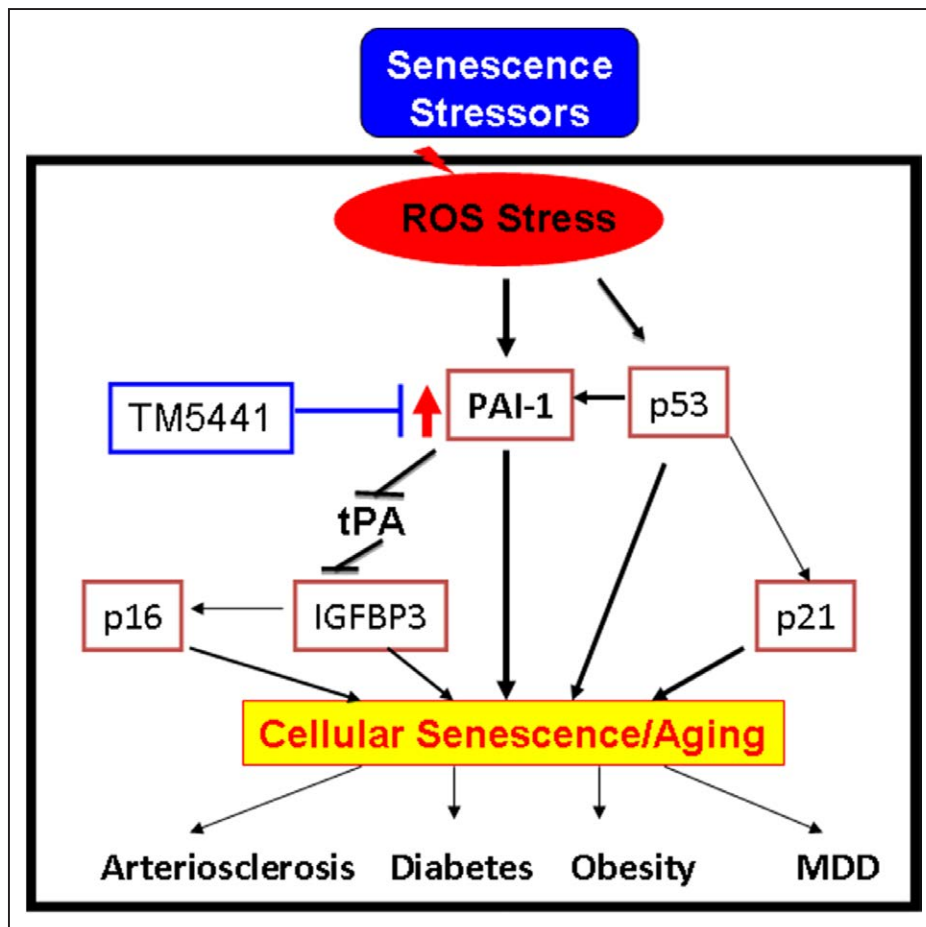 Senescence
Stressors
ROS Stress
TM5441
PAI-1
p53
tPA
p16
IGFBP3
p21
Cellular Senescence/Aging
Arteriosclerosis
Diabetes
Obesity
MDD